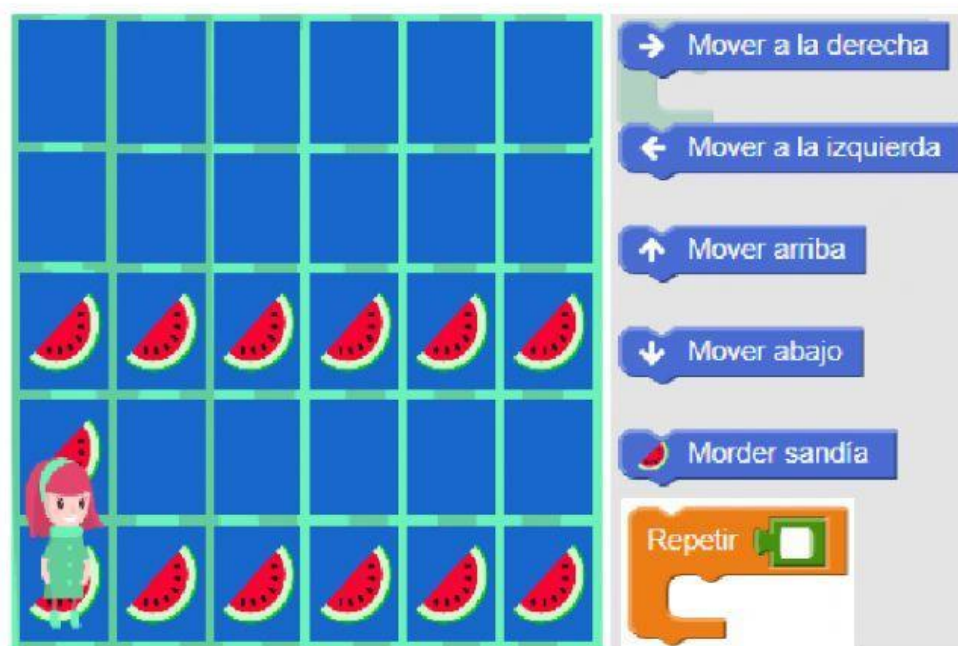 Mover a la derecha
Mover a la izquierda
Mover arriba
Mover abajo
Morder sandía
Repetir